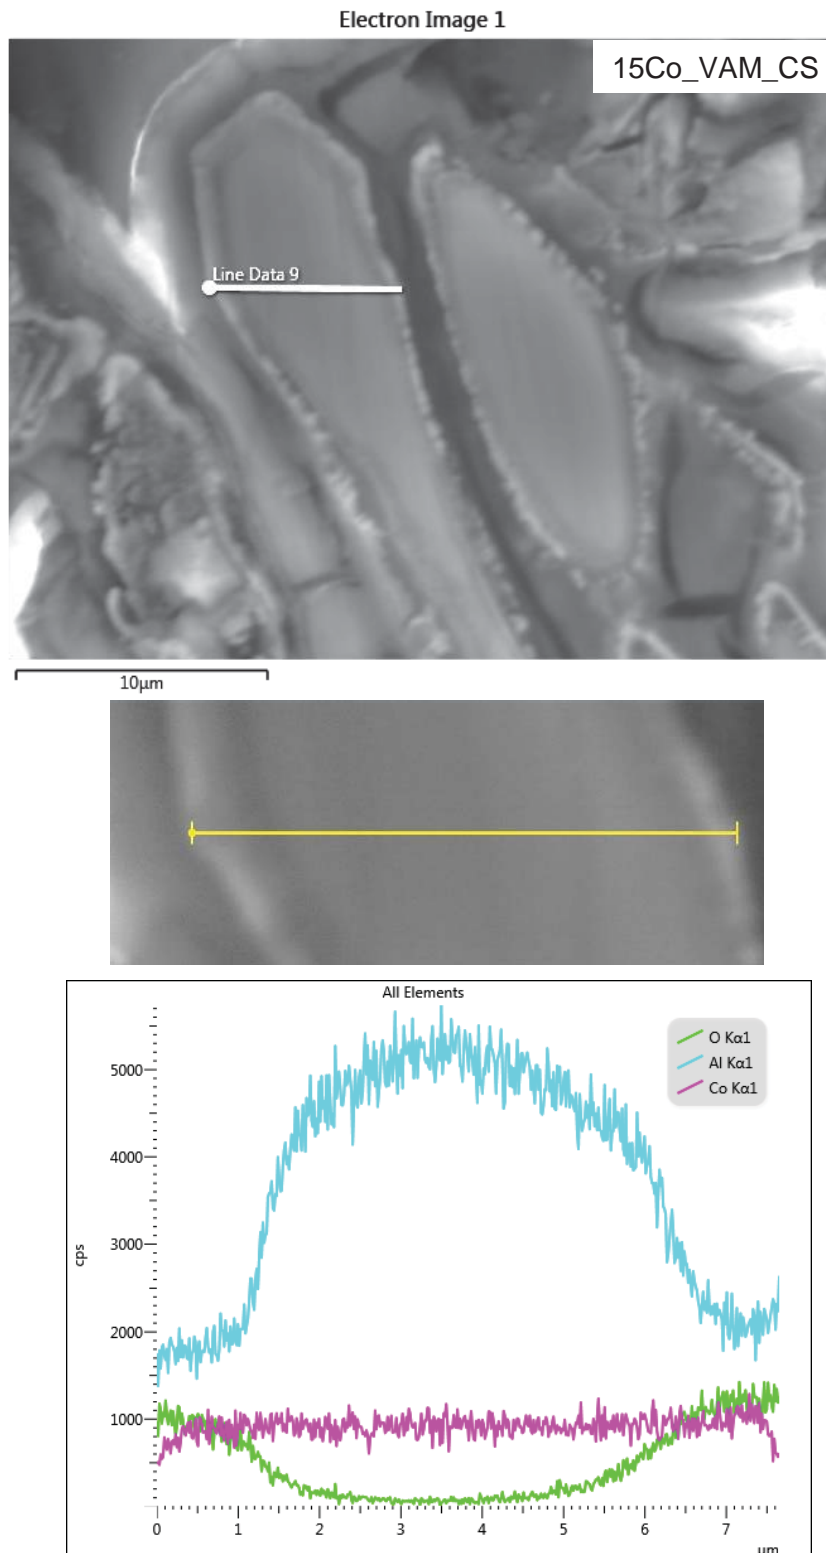 Electron Image 1
15Co_VAM_CS
Line Data 9
10µm
All Elements
O Kα1
Al Kα1
Co Kα1
5000
4000
3000
2000
1000
cps
0 1 2 3 4 5 6 7
µm